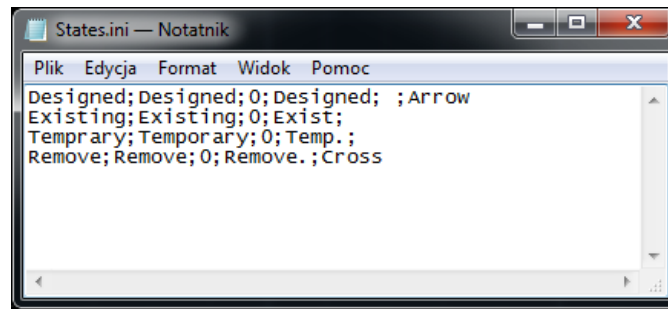 States.ini — Notatnik
Plik Edycja Format Widok Pomoc
Designed;Designed;0;Designed; ;Arrow
Existing;Existing;0;Exist;
Temprary;Temporary;0;Temp.;
Remove;Remove;0;Remove.;Cross